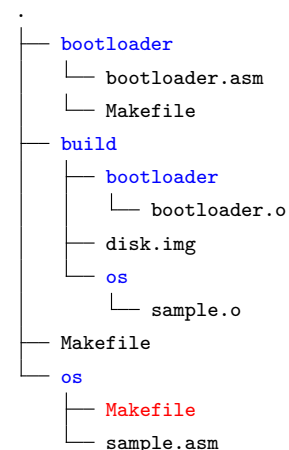 .
├── bootloader
│   └── bootloader.asm
│   └── Makefile
├── build
│   ├── bootloader
│   │   └── bootloader.o
│   ├── disk.img
│   └── os
│       └── sample.o
├── Makefile
└── os
    ├── Makefile
    └── sample.asm